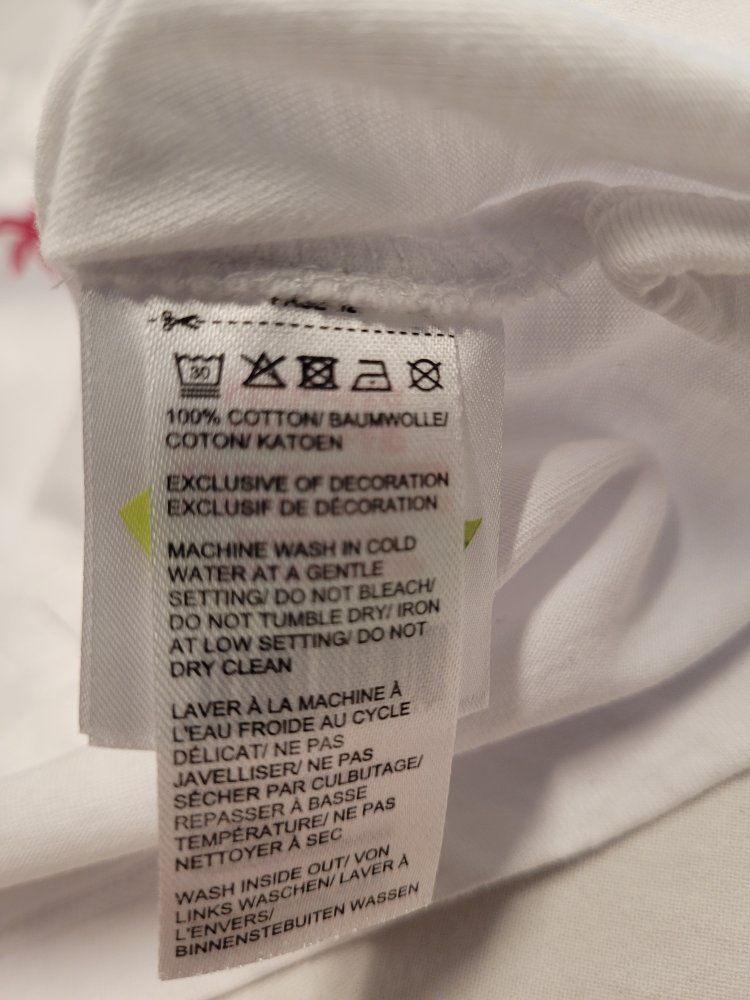 30
100% COTTON/ BAUMWOLLE/
COTON/ KATOEN
EXCLUSIVE OF DECORATION
EXCLUSIF DE DÉCORATION
MACHINE WASH IN COLD
WATER AT A GENTLE
SETTING/ DO NOT BLEACH/
DO NOT TUMBLE DRY/ IRON
AT LOW SETTING/ DO NOT
DRY CLEAN
LAVER À LA MACHINE À
L'EAU FROIDE AU CYCLE
DÉLICAT/ NE PAS
JAVELLISER/ NE PAS
SÉCHER PAR CULBUTAGE/
REPASSER À BASSE
TEMPÉRATURE/ NE PAS
NETTOYER À SEC
WASH INSIDE OUT/ VON
LINKS WASCHEN/ LAVER À
L'ENVERS/
BINNENSTEBUITEN WASSEN